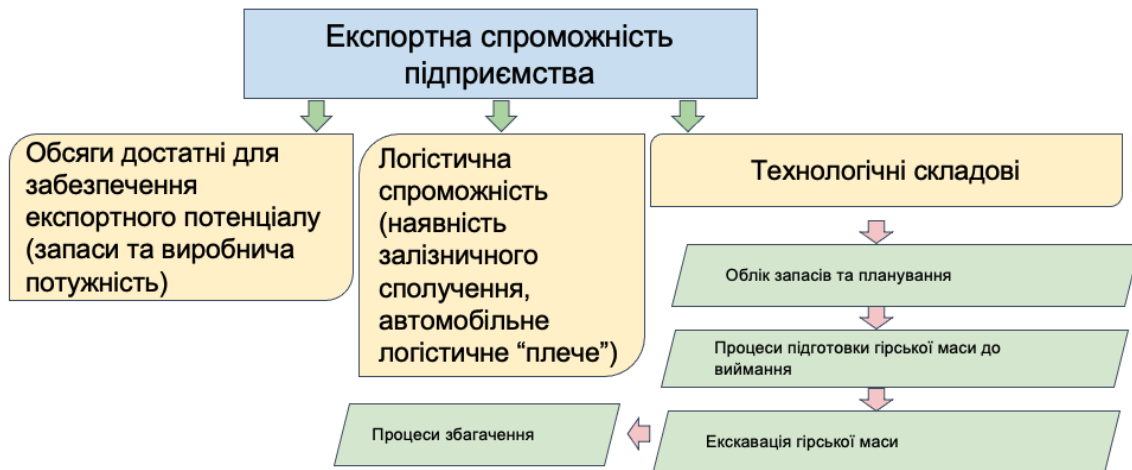 Експортна спроможність
підприємства
Обсяги достатні для
забезпечення
експортного потенціалу
(запаси та виробнича
потужність)
Логістична
спроможність
(наявність
залізничного
сполучення,
автомобільне
логістичне “плече”)
Технологічні складові
Облік запасів та планування
Процеси підготовки гірської маси до
виймання
Екскавація гірської маси
Процеси збагачення